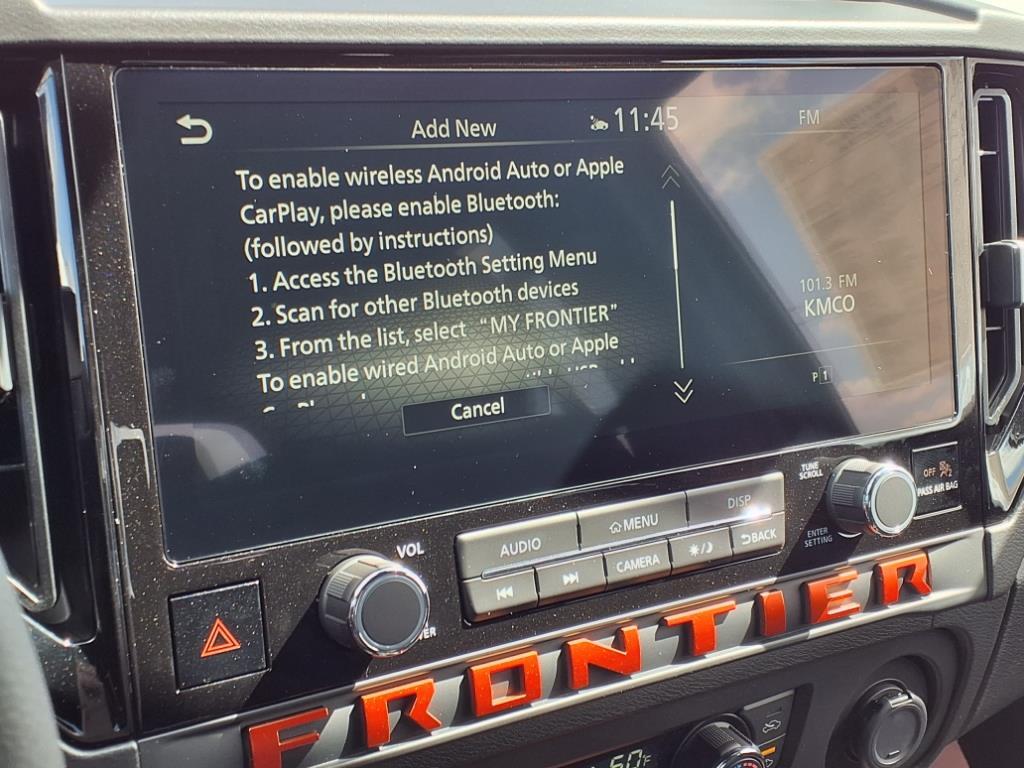 Add New
11:45
FM
To enable wireless Android Auto or Apple
CarPlay, please enable Bluetooth:
(followed by instructions)
1. Access the Bluetooth Setting Menu
2. Scan for other Bluetooth devices
3. From the list, select “MY FRONTIER”
To enable wired Android Auto or Apple
Cancel
101.3 FM
KMCO
P1
TUNE
SCROLL
OFF
PASS AIR BAG
ENTER
SETTING
VOL
AUDIO
MENU
DISP
CAMERA
BACK
FRONTIER
60°F